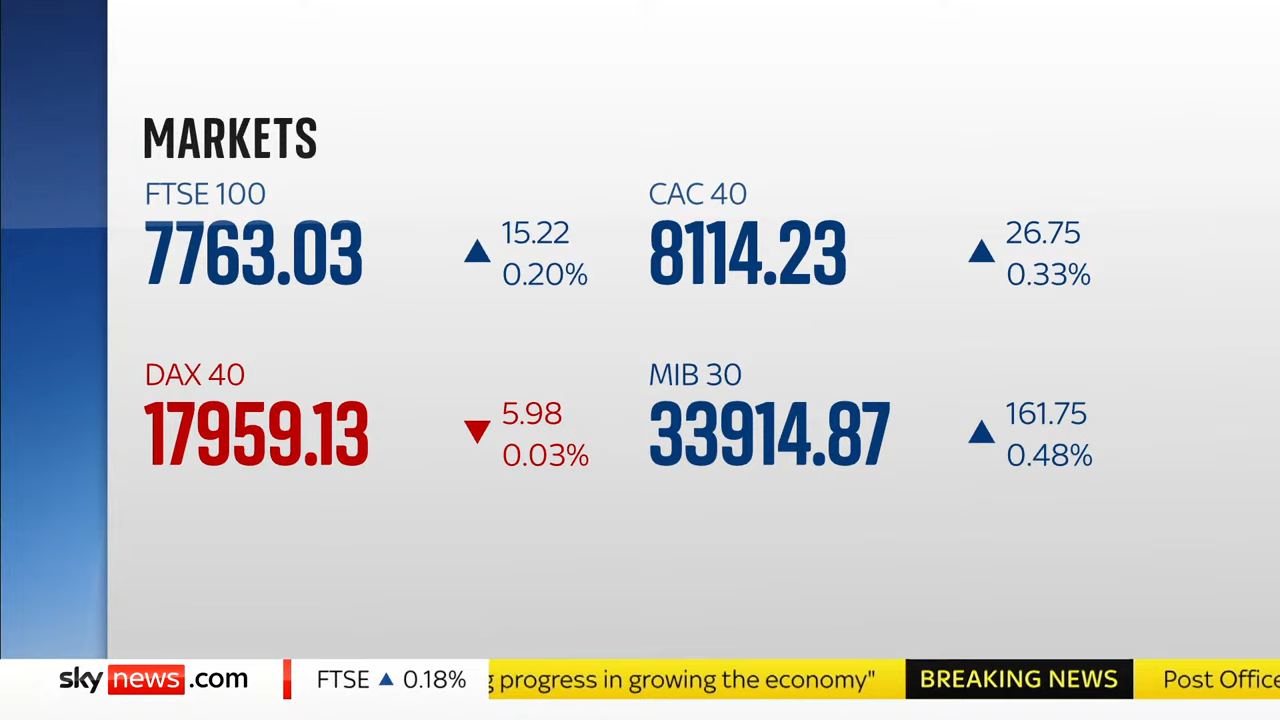 MARKETS
FTSE 100
7763.03
15.22
0.20%
CAC 40
8114.23
26.75
0.33%
DAX 40
17959.13
5.98
0.03%
MIB 30
33914.87
161.75
0.48%
sky news .com
FTSE ▲ 0.18%
progress in growing the economy"
BREAKING NEWS
Post Office